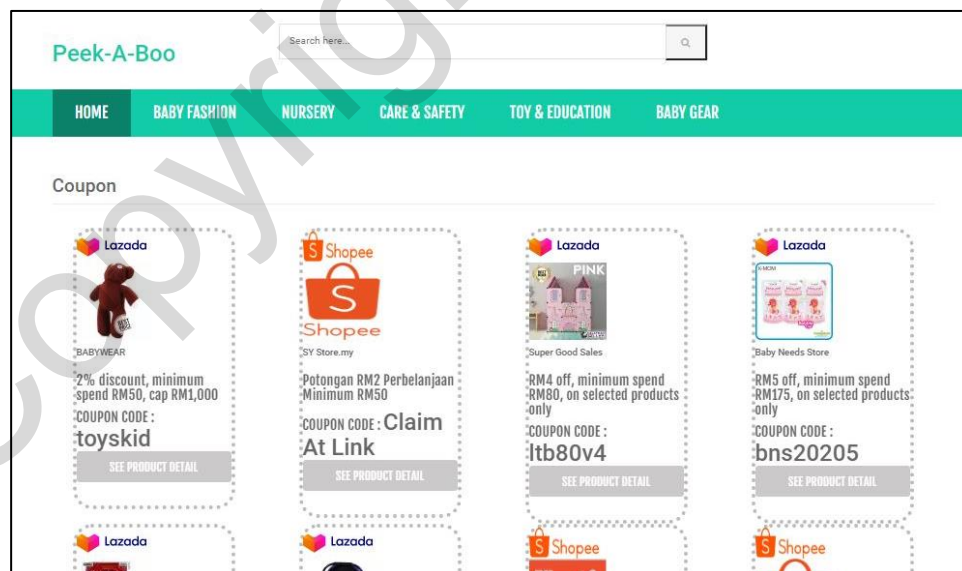 Peek-A-Boo
Search here...
HOME BABY FASHION NURSERY CARE & SAFETY TOY & EDUCATION BABY GEAR
Coupon
Lazada
BABYWEAR
2% discount, minimum
spend RM50, cap RM1,000
COUPON CODE :
toyskid
SEE PRODUCT DETAIL
Shopee
S
Shopee
SY Store.my
Potongan RM2 Perbelanjaan
Minimum RM50
COUPON CODE : Claim
At Link
SEE PRODUCT DETAIL
Lazada
PINK
Super Good Sales
RM4 off, minimum spend
RM80, on selected products
only
COUPON CODE :
ltb80v4
SEE PRODUCT DETAIL
Lazada
K-MOM
Baby Needs Store
RM5 off, minimum spend
RM175, on selected products
only
COUPON CODE :
bns20205
SEE PRODUCT DETAIL
Lazada
Lazada
Shopee
Shopee
Copyrig